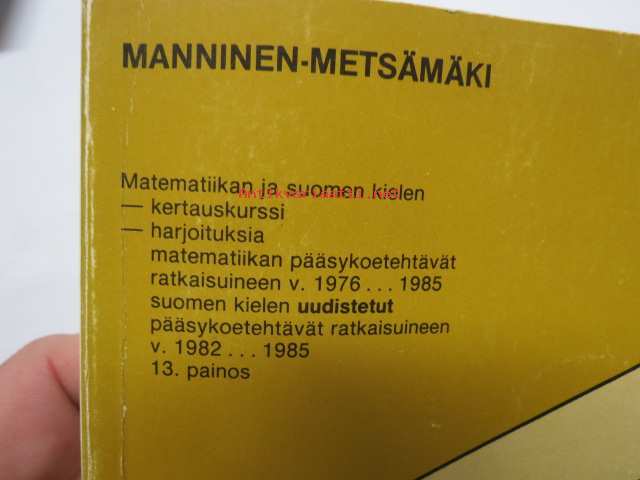 MANNINEN-METSÄMÄKI
Matematiikan ja suomen kielen
— kertauskurssi
— harjoituksia
matematiikan pääsykoetehtävät
ratkaisuineen v. 1976 . . . 1985
suomen kielen uudistetut
pääsykoetehtävät ratkaisuineen
v. 1982 . . . 1985
13. painos